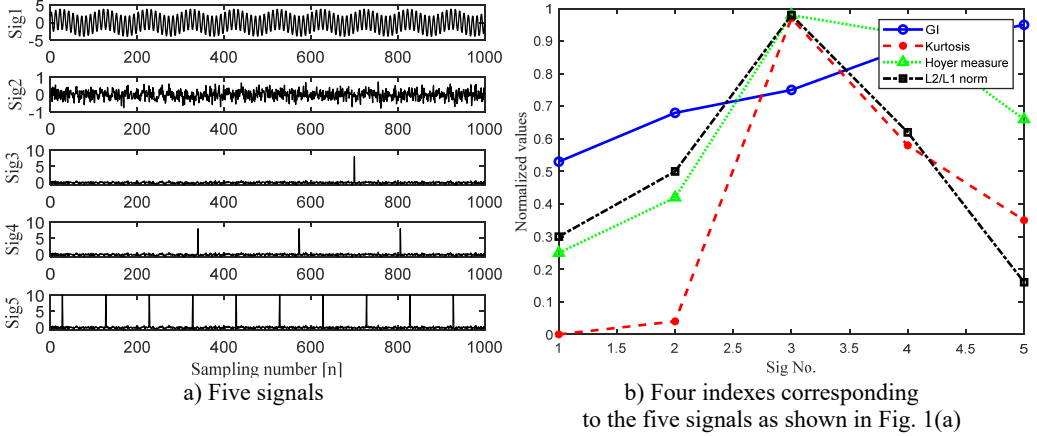 Sig1
5
0
-5
0 200 400 600 800 1000
Sig2
1
0
-1
0 200 400 600 800 1000
Sig3
10
5
0
0 200 400 600 800 1000
Sig4
10
5
0
0 200 400 600 800 1000
Sig5
10
5
0
0 200 400 600 800 1000
Sampling number [n]
a) Five signals
Normalized values
1
0.9
0.8
0.7
0.6
0.5
0.4
0.3
0.2
0.1
0
1 1.5 2 2.5 3 3.5 4 4.5 5
Sig No.
GI
Kurtosis
Hoyer measure
L2/L1 norm
b) Four indexes corresponding
to the five signals as shown in Fig. 1(a)